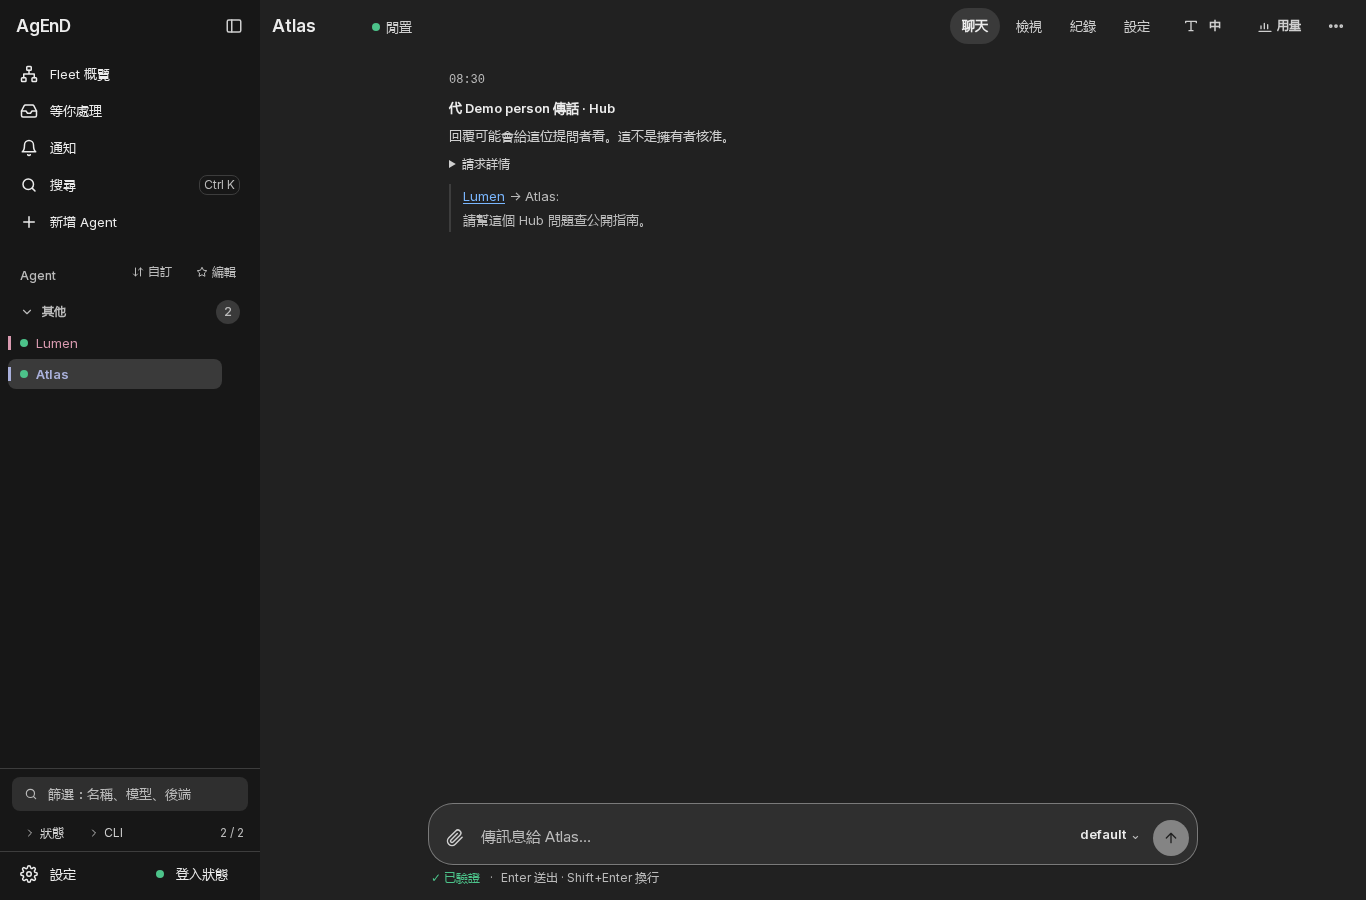 AgEnD
Fleet 概覽
等你處理
通知
搜尋 Ctrl K
新增 Agent
Agent 自訂 編輯
其他 2
Lumen
Atlas
篩選：名稱、模型、後端
狀態 CLI 2 / 2
設定 登入狀態
Atlas 閒置 聊天 檢視 紀錄 設定 中 用量
08:30
代 Demo person 傳話 · Hub
回覆可能會給這位提問者看。這不是擁有者核准。
請求詳情
Lumen → Atlas:
請幫這個 Hub 問題查公開指南。
傳訊息給 Atlas... default
✓ 已驗證 · Enter 送出 · Shift+Enter 換行